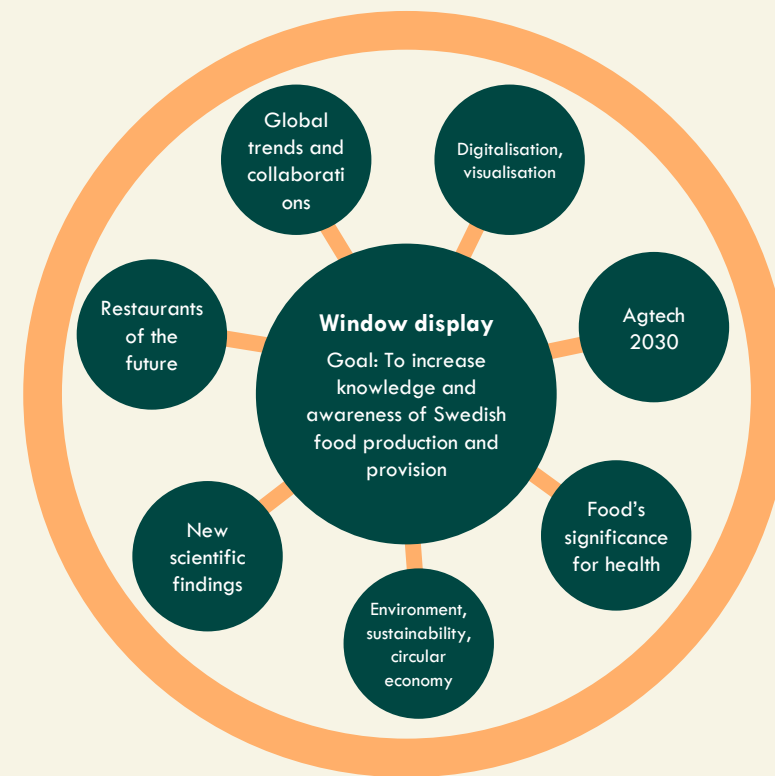 Global
trends and
collaborati
ons
Digitalisation,
visualisation
Agtech
2030
Food's
significance
for health
Environment,
sustainability,
circular
economy
New
scientific
findings
Restaurants
of the
future
Window display
Goal: To increase
knowledge and
awareness of Swedish
food production and
provision